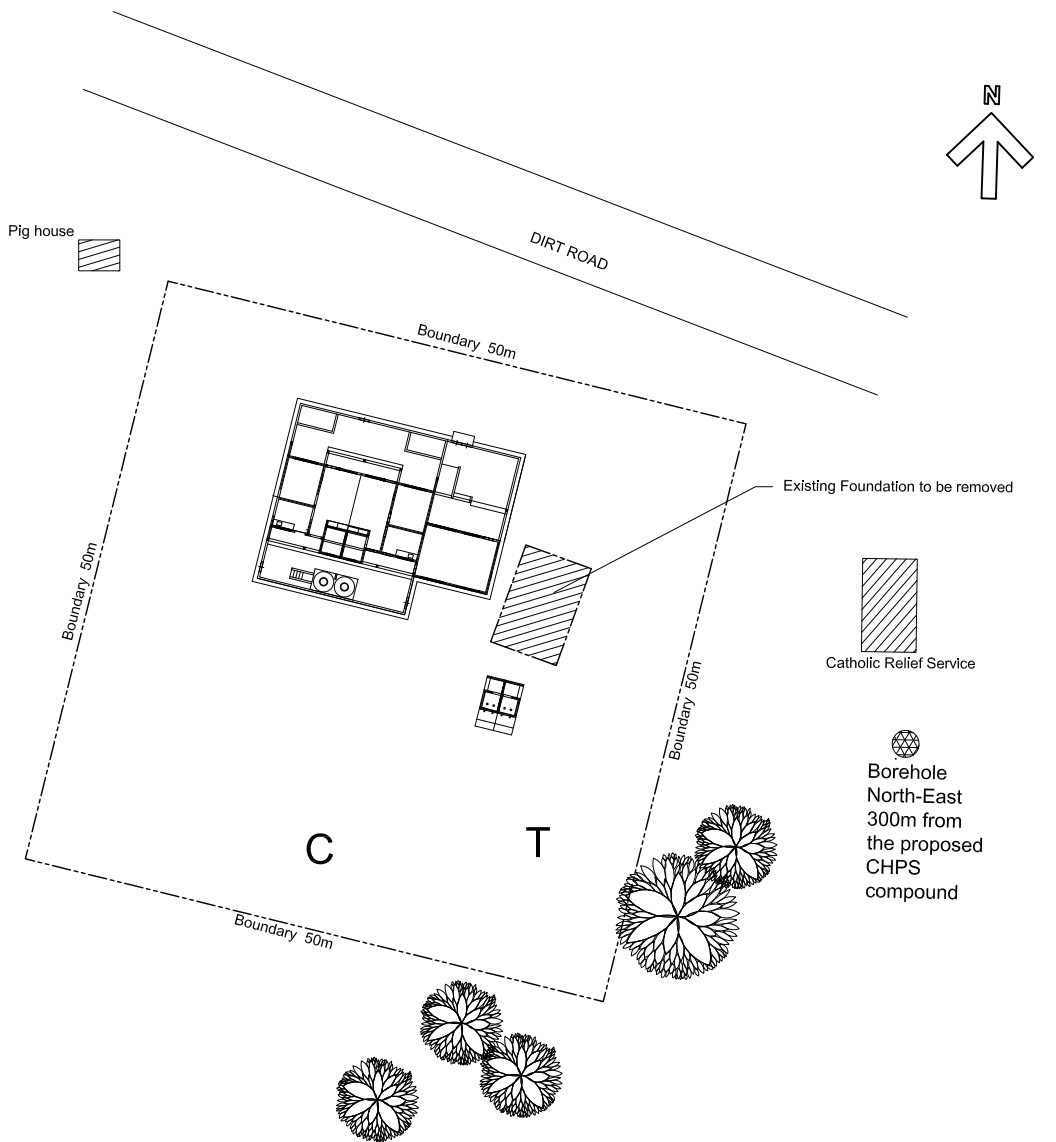 N
DIRT ROAD
Pig house
Boundary 50m
Existing Foundation to be removed
Boundary 50m
Catholic Relief Service
Boundary 50m
Borehole
North-East
300m from
the proposed
CHPS
compound
C
T
Boundary 50m